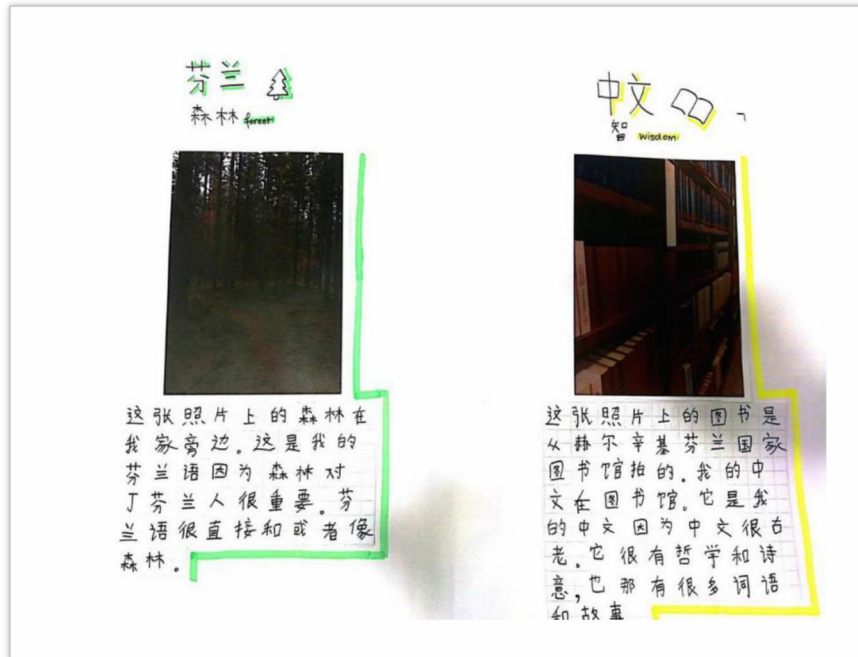 芬兰
森林 forest
这张照片上的森林在
我家旁边。这是我的
芬兰语因为森林对
丁芬兰人很重要。芬
兰语很直接和或者像
森林。
中文
智 wisdom
这张照片上的图书是
从赫尔辛基芬兰国家
图书馆拍的。我的中
文在图书馆。它是我
的中文因为中文很古
老。它很有哲学和诗
意,也那有很多词语
和故事